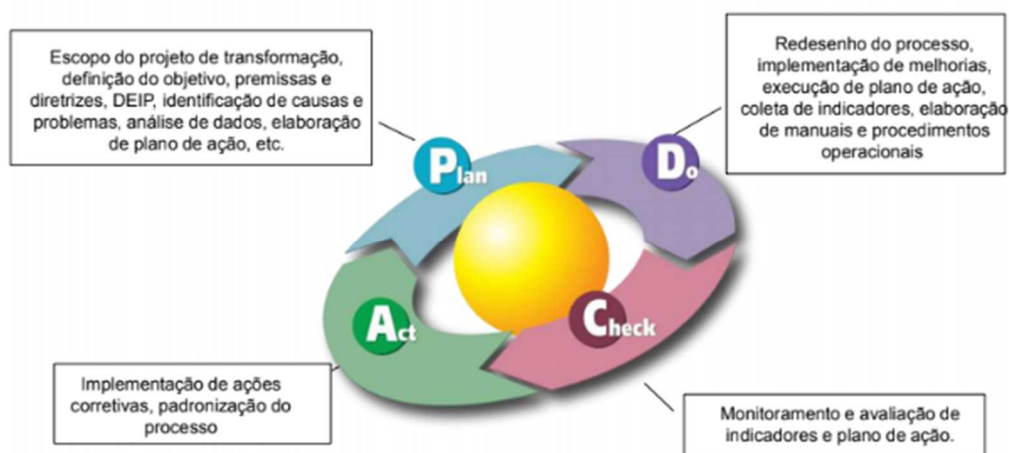 Escopo do projeto de transformação,
definição do objetivo, premissas e
diretrizes, DEIP, identificação de causas e
problemas, análise de dados, elaboração
de plano de ação, etc.
Redesenho do processo,
implementação de melhorias,
execução de plano de ação,
coleta de indicadores, elaboração
de manuais e procedimentos
operacionais
Plan
Do
Act
Check
Implementação de ações
corretivas, padronização do
processo
Monitoramento e avaliação de
indicadores e plano de ação.